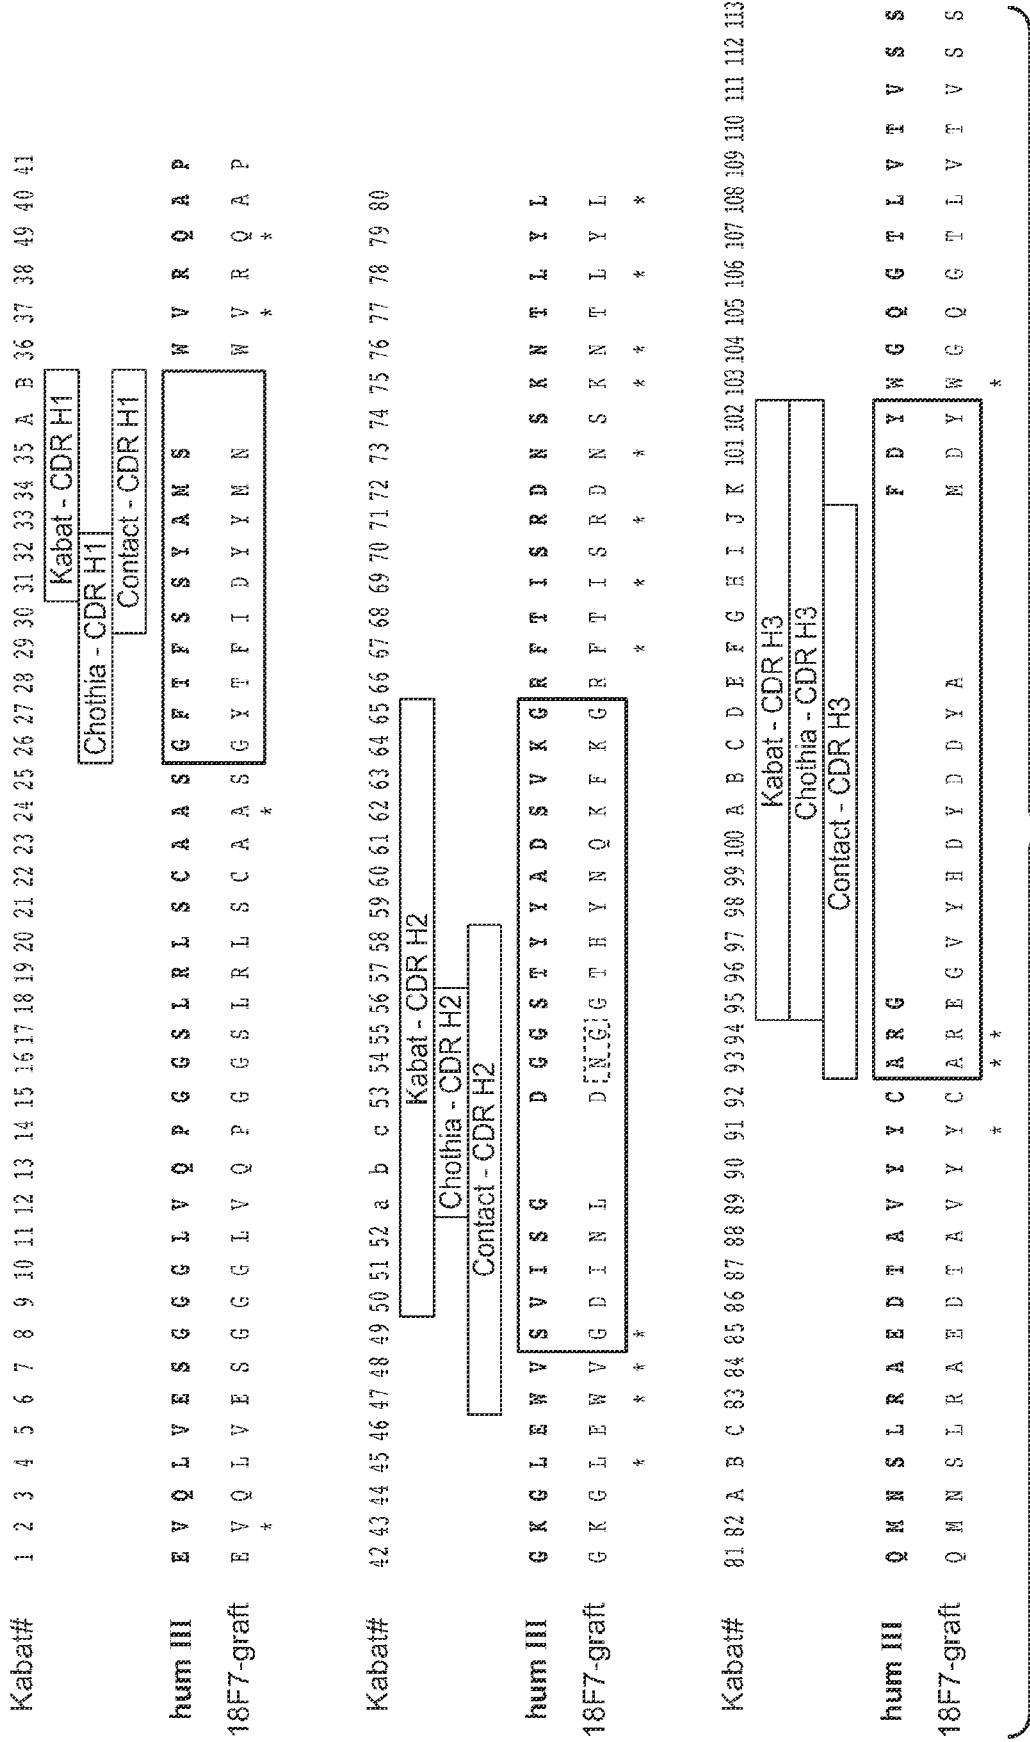 Kabat# 1 2 3 4 5 6 7 8 9 10 11 12 13 14 15 16 17 18 19 20 21 22 23 24 25 26 27 28 29 30 31 32 33 34 35 A B 36 37 38 49 40 41
Kabat - CDR H1
Chothia - CDR H1
Contact - CDR H1
hum III E V Q L V E S G G G L V Q P G G S L R L S C A A S G F T F S S Y A M S W V R Q A P
18F7-graft E V Q L V E S G G G L V Q P G G S L R L S C A A S G Y T F I D Y Y M N W V R Q A P
* * * *
Kabat# 42 43 44 45 46 47 48 49 50 51 52 a b c 53 54 55 56 57 58 59 60 61 62 63 64 65 66 67 68 69 70 71 72 73 74 75 76 77 78 79 80
Kabat - CDR H2
Chothia - CDR H2
Contact - CDR H2
hum III G K G L E W V S V I S G D G G S T Y Y A D S V K G R F T I S R D N S K N T L Y L
18F7-graft G K G L E W V G D I N L D N G G T H Y N Q K F K G R F T I S R D N S K N T L Y L
* * * * * * * * * * * *
Kabat# 81 82 A B C 83 84 85 86 87 88 89 90 91 92 93 94 95 96 97 98 99 100 A B C D E F G H I J K 101 102 103 104 105 106 107 108 109 110 111 112 113
Kabat - CDR H3
Chothia - CDR H3
Contact - CDR H3
hum III Q M N S L R A E D T A V Y Y C A R G F D Y W G Q G T L V T V S S
18F7-graft Q M N S L R A E D T A V Y Y C A R E G V Y H D Y D D Y A M D Y W G Q G T L V T V S S
* * * *